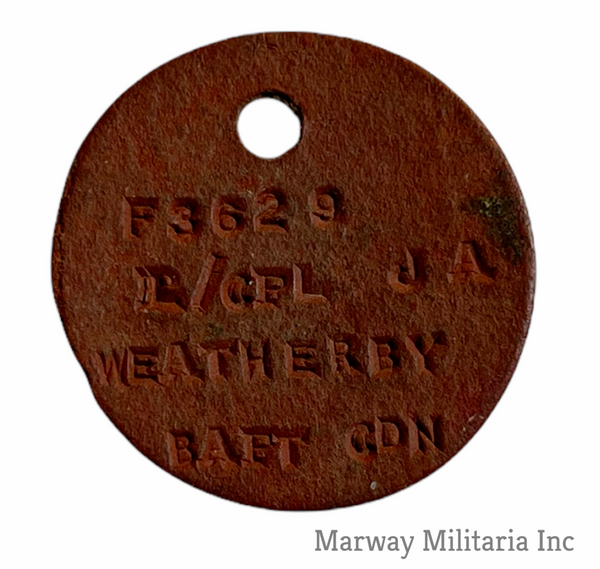 F3629
L/CPL J A
WEATHERBY
BAPT CDN
Marway Militaria Inc